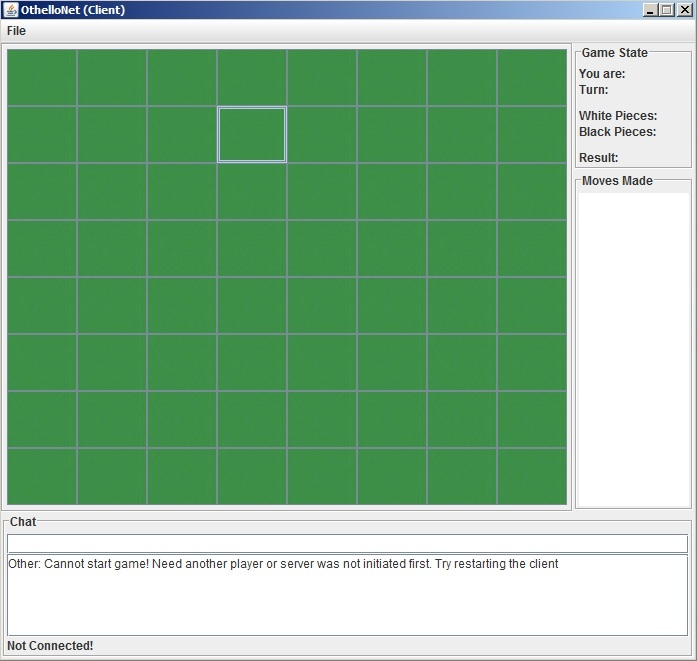 OthelloNet (Client)
File
Game State
You are:
Turn:
White Pieces:
Black Pieces:
Result:
Moves Made
Chat
Other: Cannot start game! Need another player or server was not initiated first. Try restarting the client
Not Connected!